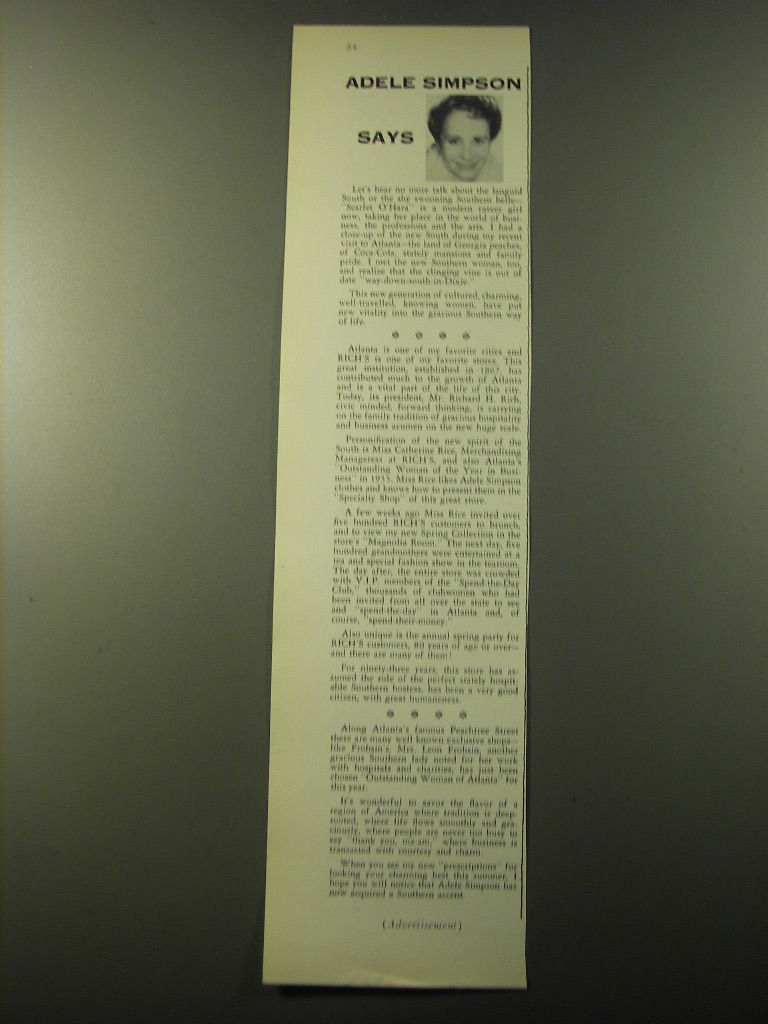 34
ADELE SIMPSON
SAYS
Let's hear no more talk about the languid
South or the shy swooning Southern belle—
"Scarlet O'Hara" is a modern career girl
now, taking her place in the world of busi-
ness, the professions and the arts. I had a
close-up of the new South during my recent
visit to Atlanta—the land of Georgia peaches,
of Coca-Cola, stately mansions and family
pride. I met the new Southern woman, too,
and realize that the clinging vine is out of
date "way-down-south-in-Dixie."
This new generation of cultured, charming,
well-travelled, knowing women, have put
new vitality into the gracious Southern way
of life.
Atlanta is one of my favorite cities and
RICH'S is one of my favorite stores. This
great institution, established in 1867, has
contributed much to the growth of Atlanta
and is a vital part of the life of this city.
Today, its president, Mr. Richard H. Rich,
civic minded, forward thinking, is carrying
on the family tradition of gracious hospitality
and business acumen on the new huge scale.
Personification of the new spirit of the
South is Miss Catherine Rice, Merchandising
Manageress at RICH'S, and also Atlanta's
"Outstanding Woman of the Year in Busi-
ness" in 1955. Miss Rice likes Adele Simpson
clothes and knows how to present them in the
"Specialty Shop" of this great store.
A few weeks ago Miss Rice invited over
five hundred RICH'S customers to brunch,
and to view my new Spring Collection in the
store's "Magnolia Room." The next day, five
hundred grandmothers were entertained at a
tea and special fashion show in the tearoom.
The day after, the entire store was crowded
with V.I.P. members of the "Spend-the-Day
Club," thousands of clubwomen who had
been invited from all over the state to see
and "spend-the-day" in Atlanta and, of
course, "spend-their-money."
Also unique is the annual spring party for
RICH'S customers, 80 years of age or over—
and there are many of them!
For ninety-three years, this store has as-
sumed the role of the perfect stately hospit-
able Southern hostess, has been a very good
citizen, with great humaneness.
Along Atlanta's famous Peachtree Street
there are many well known exclusive shops—
like Frohsin's. Mrs. Leon Frohsin, another
gracious Southern lady noted for her work
with hospitals and charities, has just been
chosen "Outstanding Woman of Atlanta" for
this year.
It's wonderful to savor the flavor of a
region of America where tradition is deep-
rooted, where life flows smoothly and gra-
ciously, where people are never too busy to
say "thank you, ma-am," where business is
transacted with courtesy and charm.
When you see my new "prescriptions" for
looking your charming best this summer, I
hope you will notice that Adele Simpson has
now acquired a Southern accent.
(Advertisement)